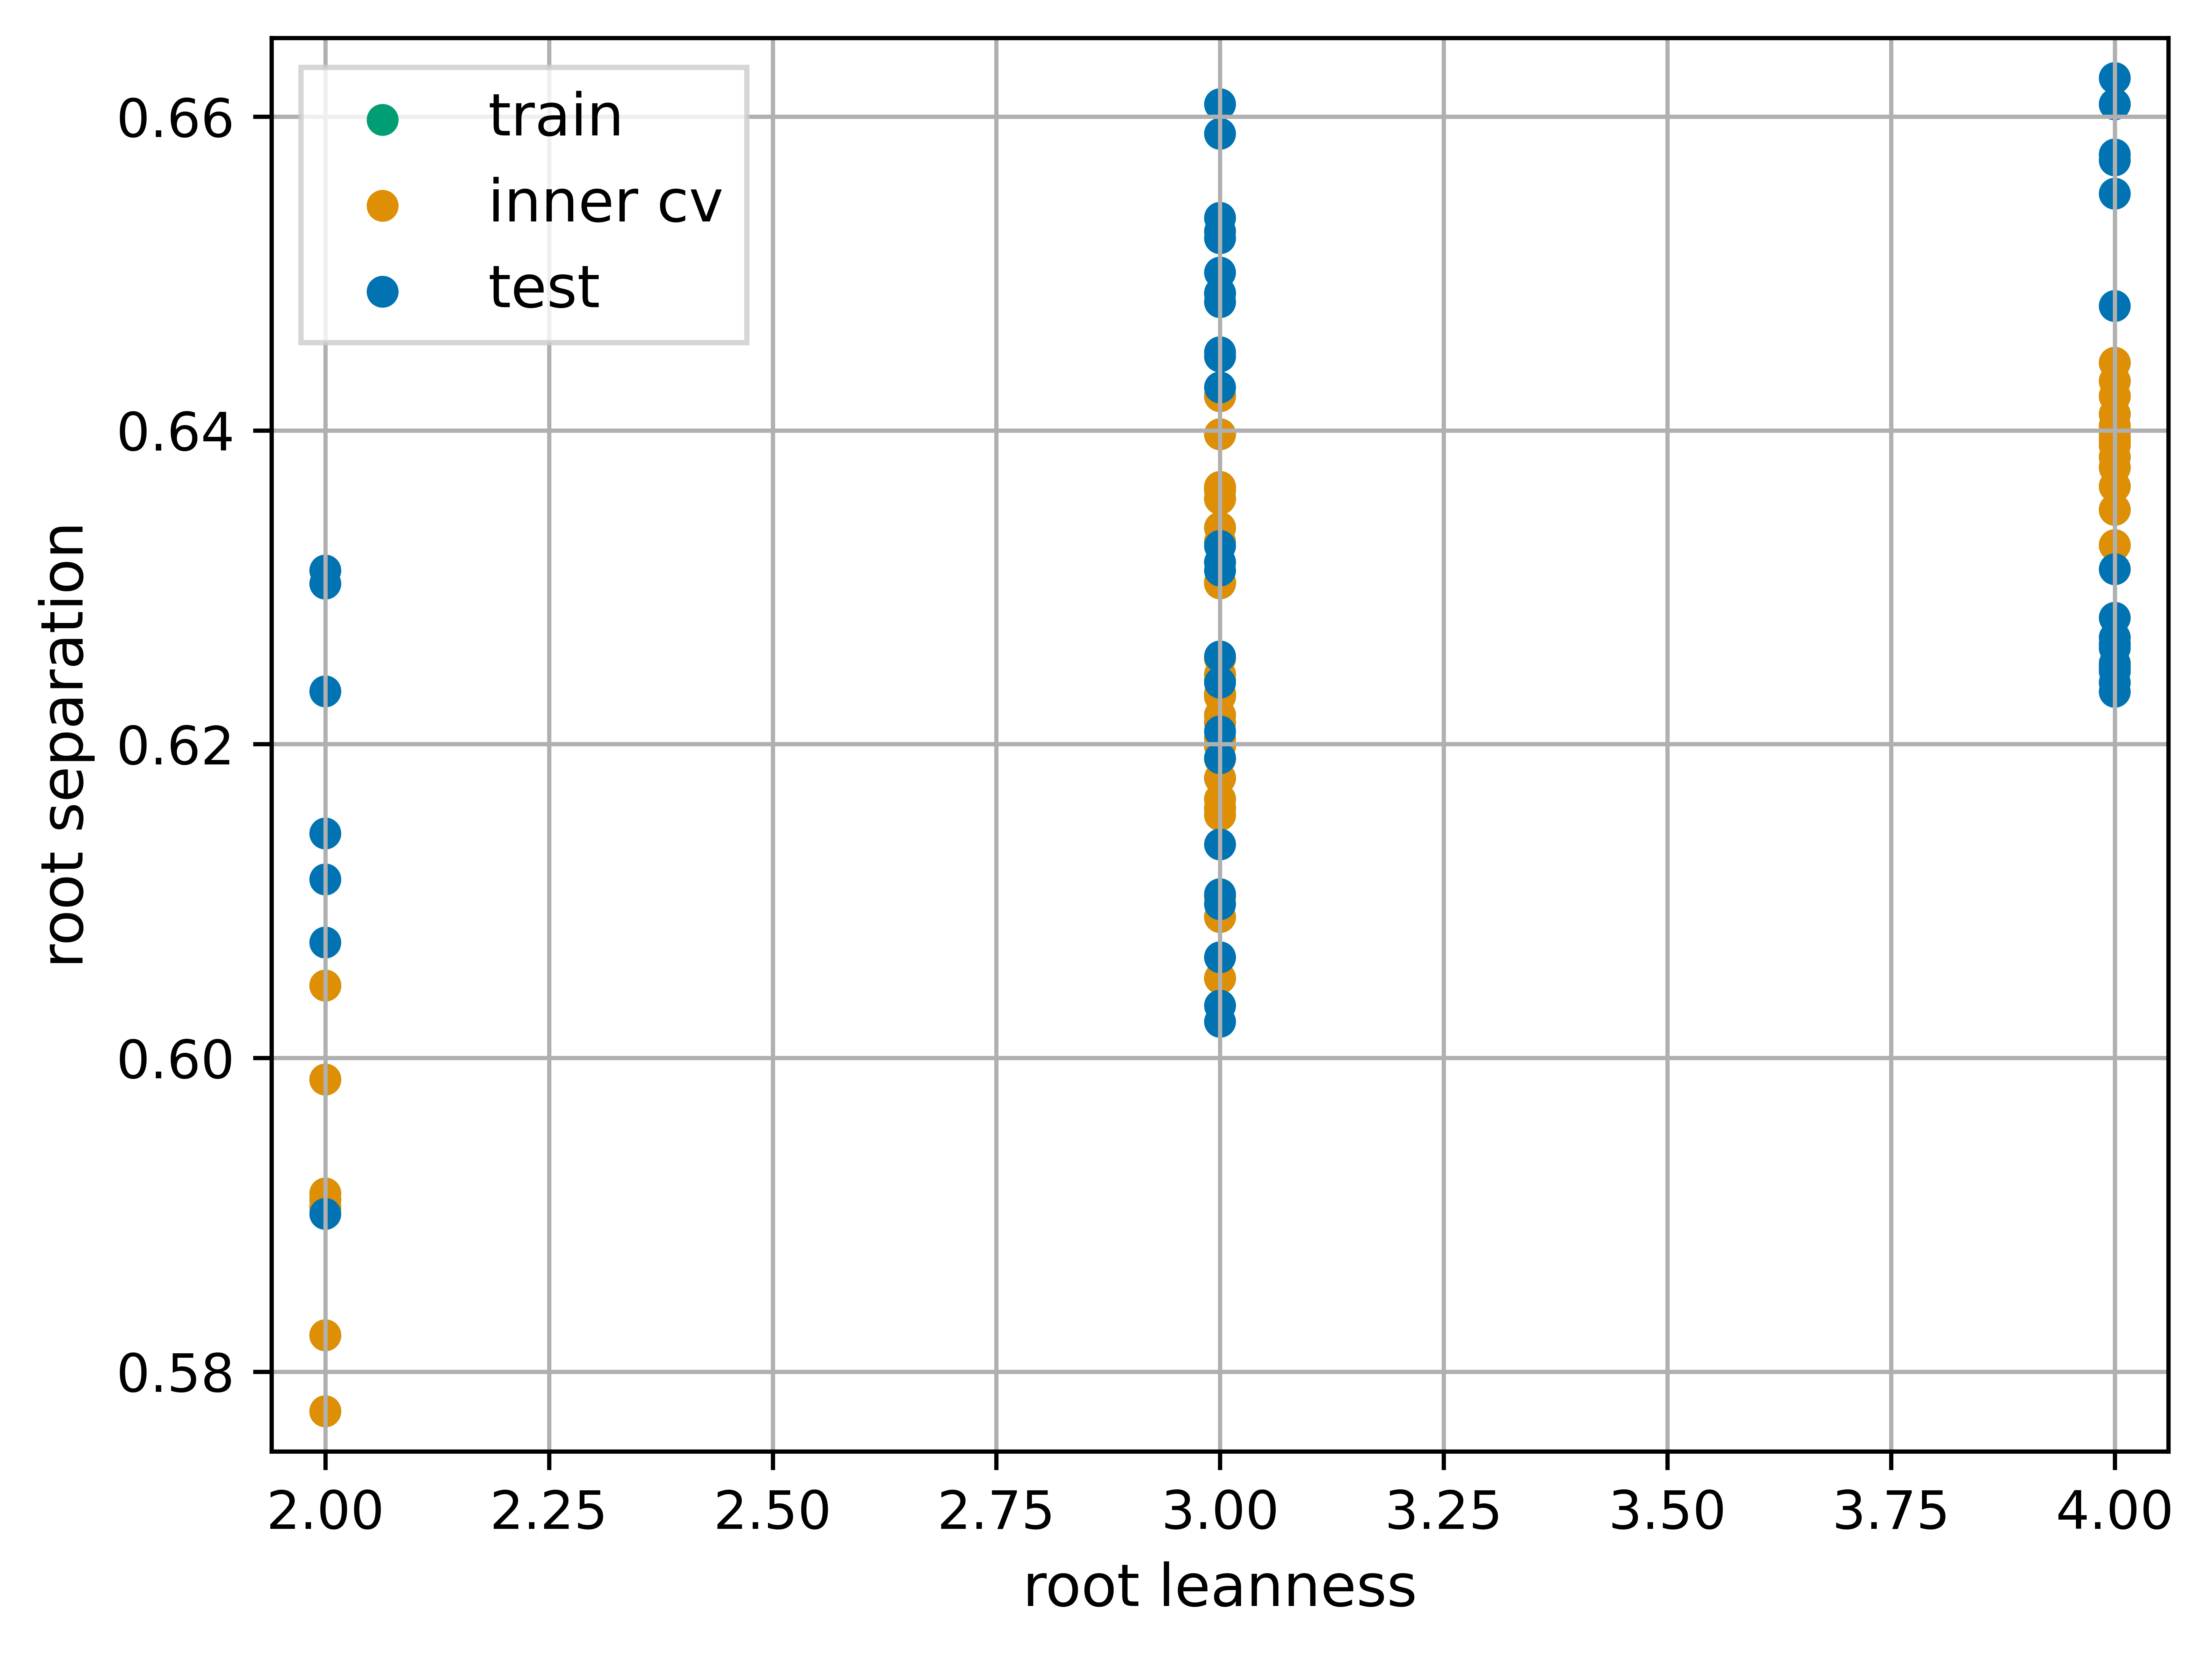 train
inner cv
test
0.66
0.64
0.62
0.60
0.58
root separation
2.00 2.25 2.50 2.75 3.00 3.25 3.50 3.75 4.00
root leanness